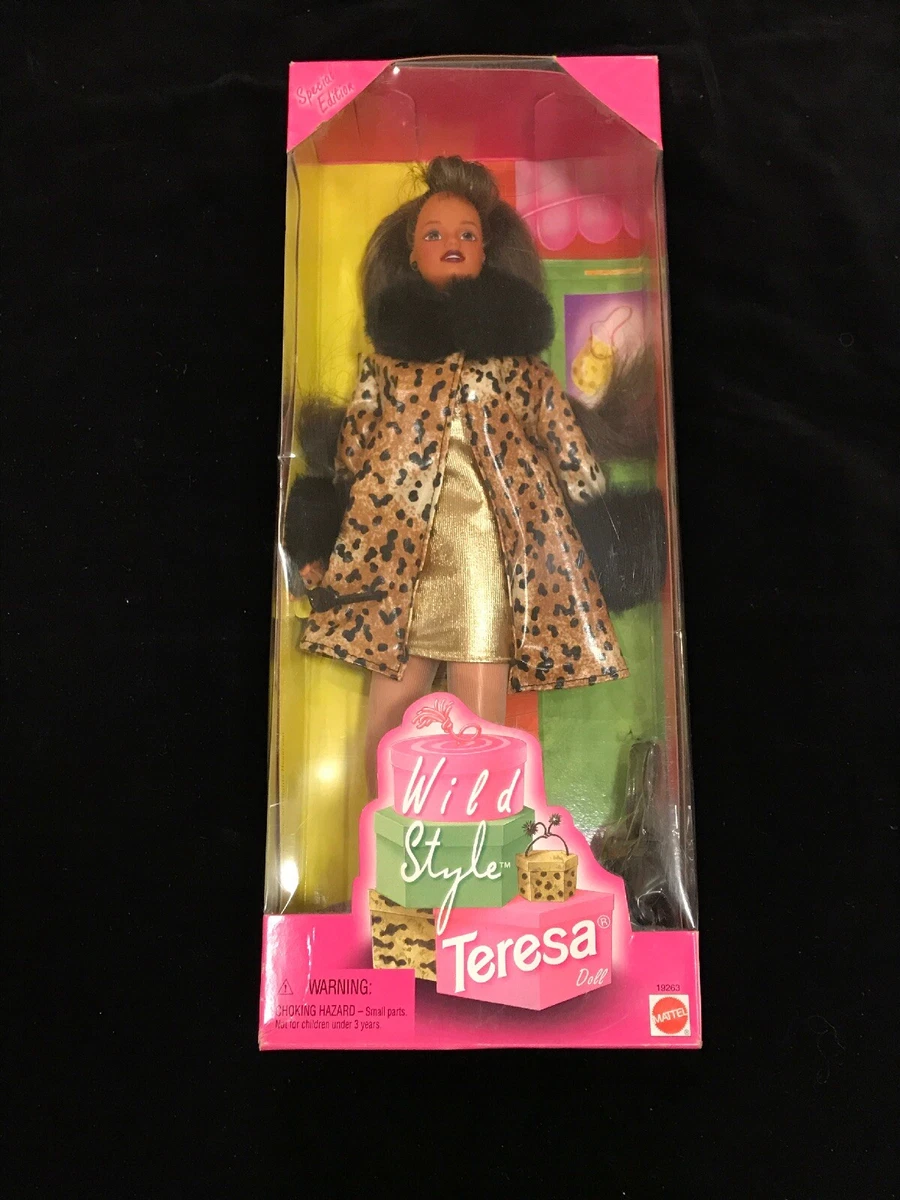 Special
Edition
Wild
Style™
Teresa®
Doll
⚠ WARNING:
CHOKING HAZARD – Small parts.
Not for children under 3 years.
19263
MATTEL
®